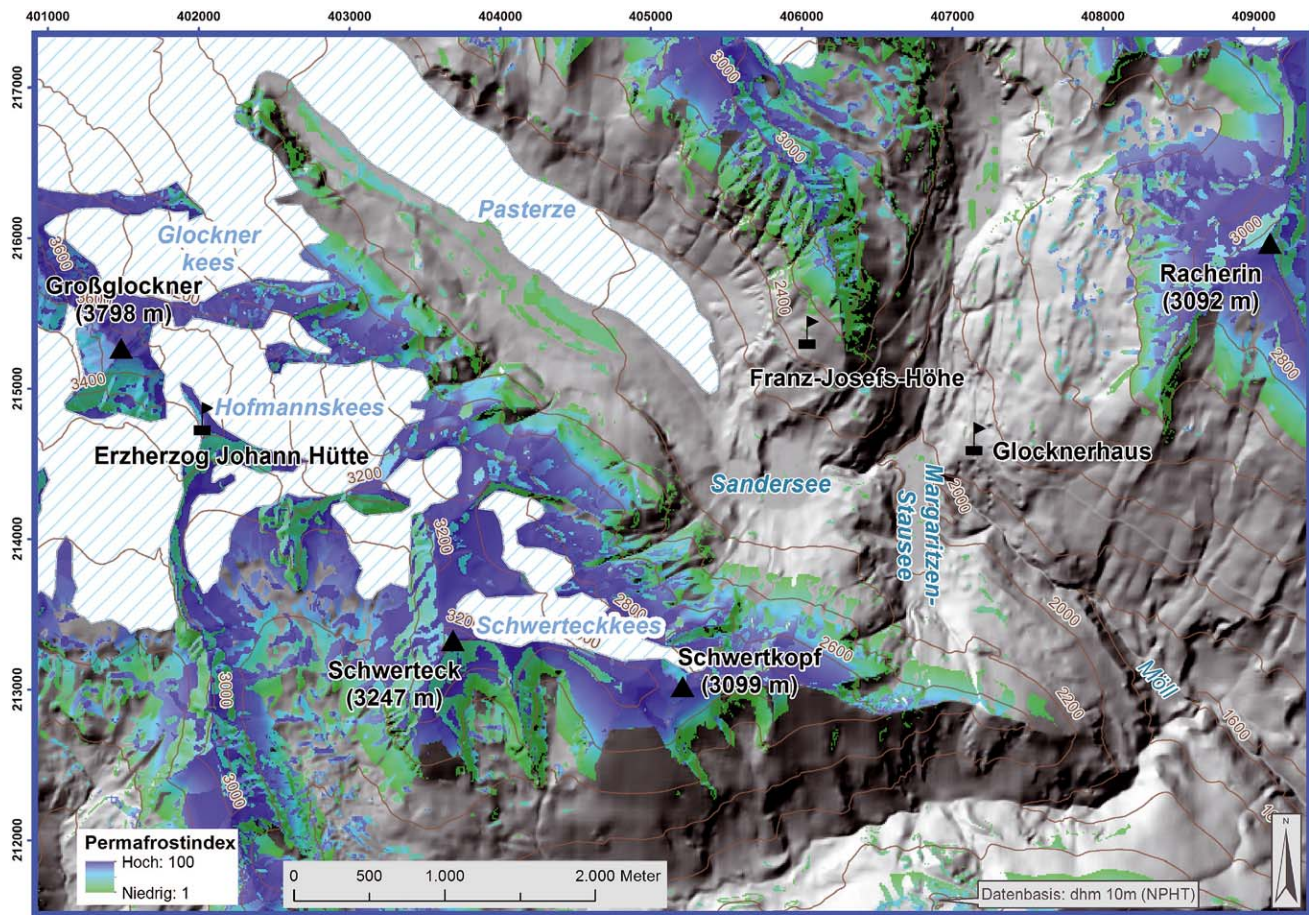 401000 402000 403000 404000 405000 406000 407000 408000 409000
217000
216000
215000
214000
213000
212000
3000
3000
Pasterze
Glockner
kees
3600
Großglockner
(3798 m)
3400
2400
3000
Racherin
(3092 m)
2800
Franz-Josefs-Höhe
Hofmannskees
Erzherzog Johann Hütte
3200
Glocknerhaus
Sandersee
Margaritzen-
Stausee
2000
3200
2800
2000
Schwerteckkees
2600
Schwerteck
(3247 m)
Schwertkopf
(3099 m)
Möll
3000
2200
1600
3000
Permafrostindex
Hoch: 100
Niedrig: 1
0 500 1.000 2.000 Meter
N
Datenbasis: dhm 10m (NPHT)